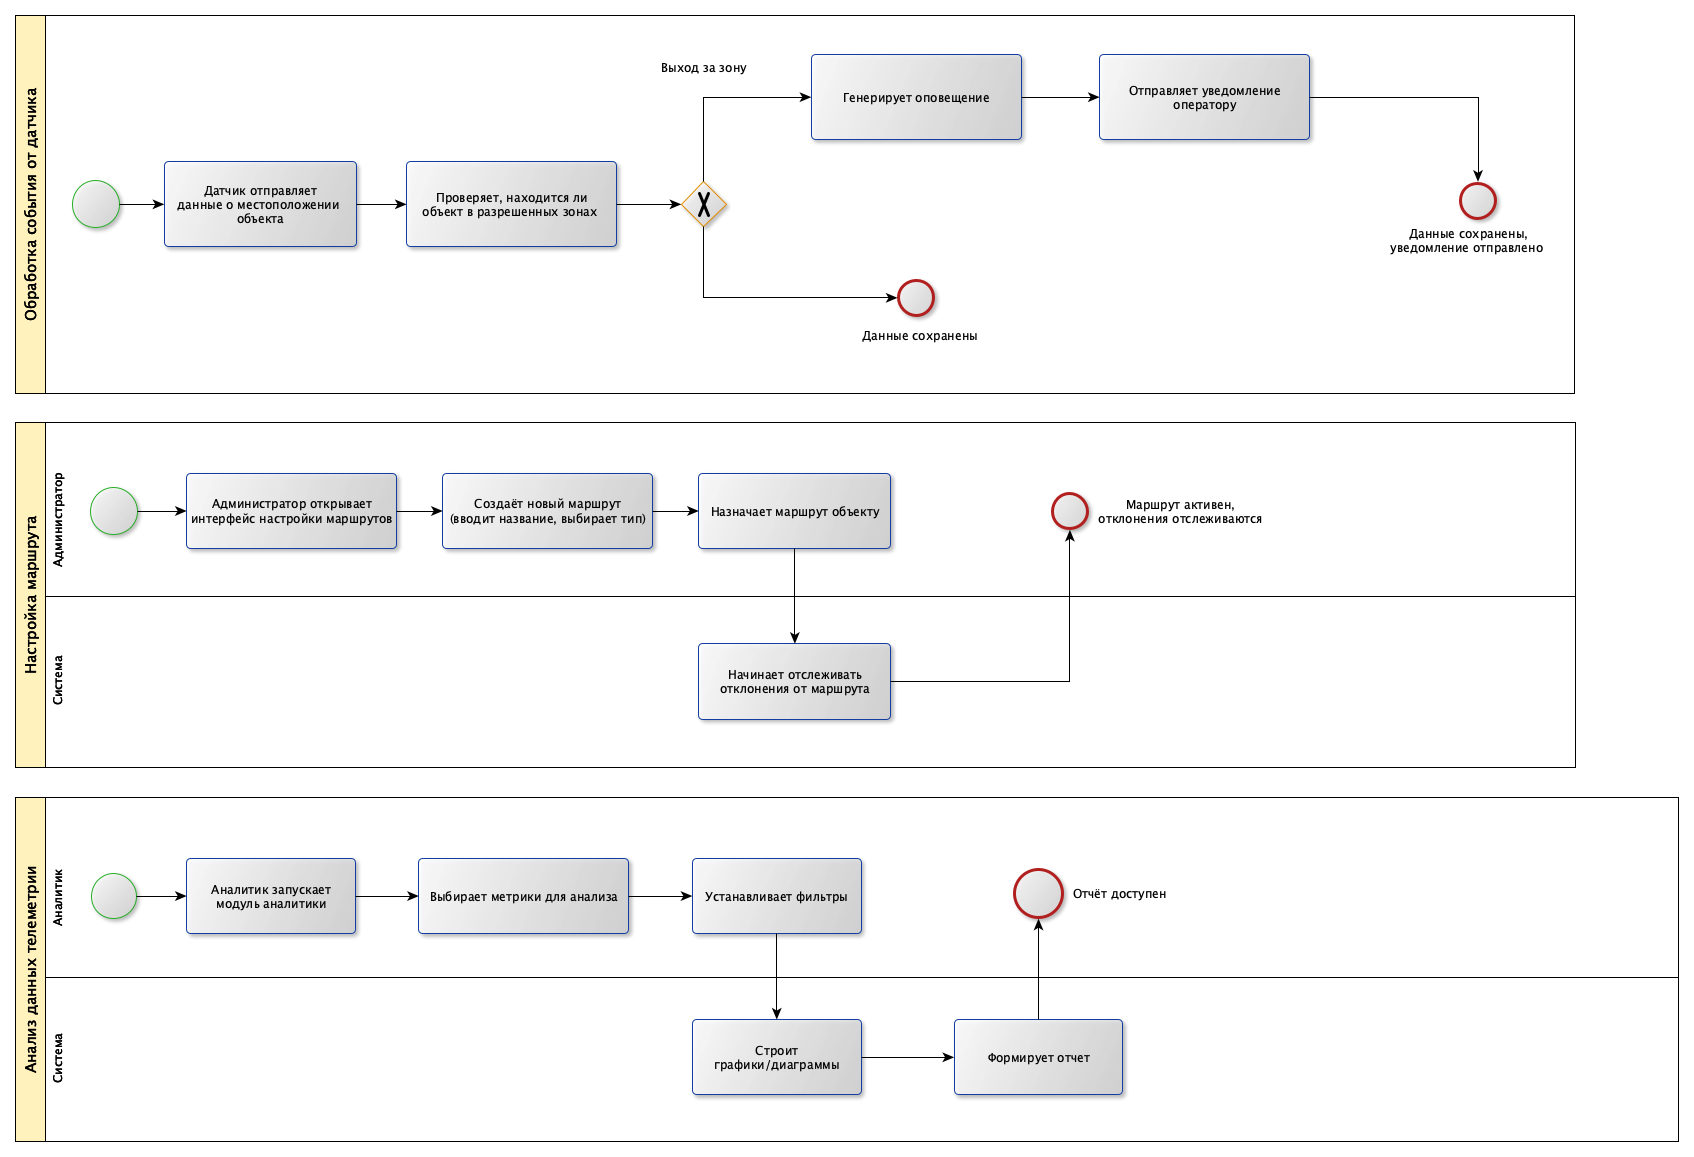 Обработка события от датчика
Выход за зону
Генерирует оповещение
Отправляет уведомление
оператору
Датчик отправляет
данные о местоположении
объекта
Проверяет, находится ли
объект в разрешенных зонах
X
Данные сохранены,
уведомление отправлено
Данные сохранены
Настройка маршрута
Администратор
Администратор открывает
интерфейс настройки маршрутов
Создаёт новый маршрут
(вводит название, выбирает тип)
Назначает маршрут объекту
Маршрут активен,
отклонения отслеживаются
Система
Начинает отслеживать
отклонения от маршрута
Анализ данных телеметрии
Аналитик
Аналитик запускает
модуль аналитики
Выбирает метрики для анализа
Устанавливает фильтры
Отчёт доступен
Система
Строит
графики/диаграммы
Формирует отчет